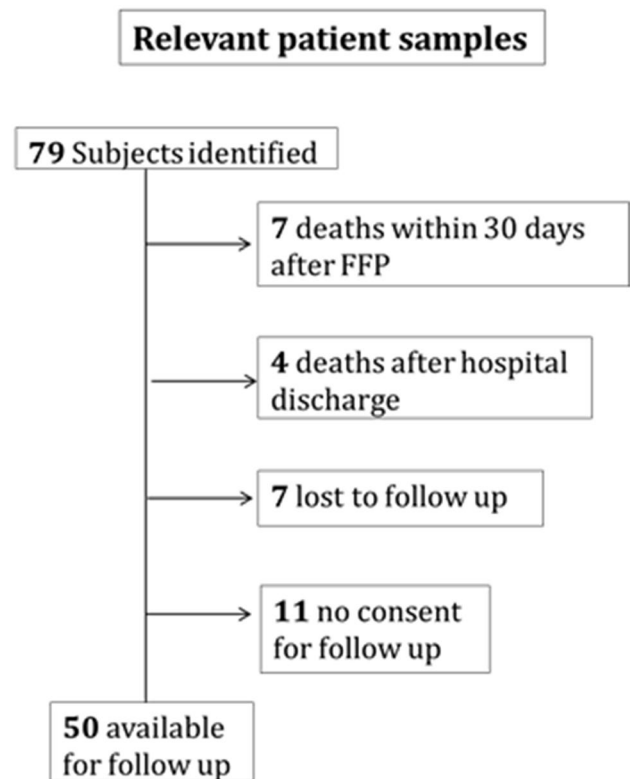 Relevant patient samples
79 Subjects identified
7 deaths within 30 days
after FFP
4 deaths after hospital
discharge
7 lost to follow up
11 no consent
for follow up
50 available
for follow up